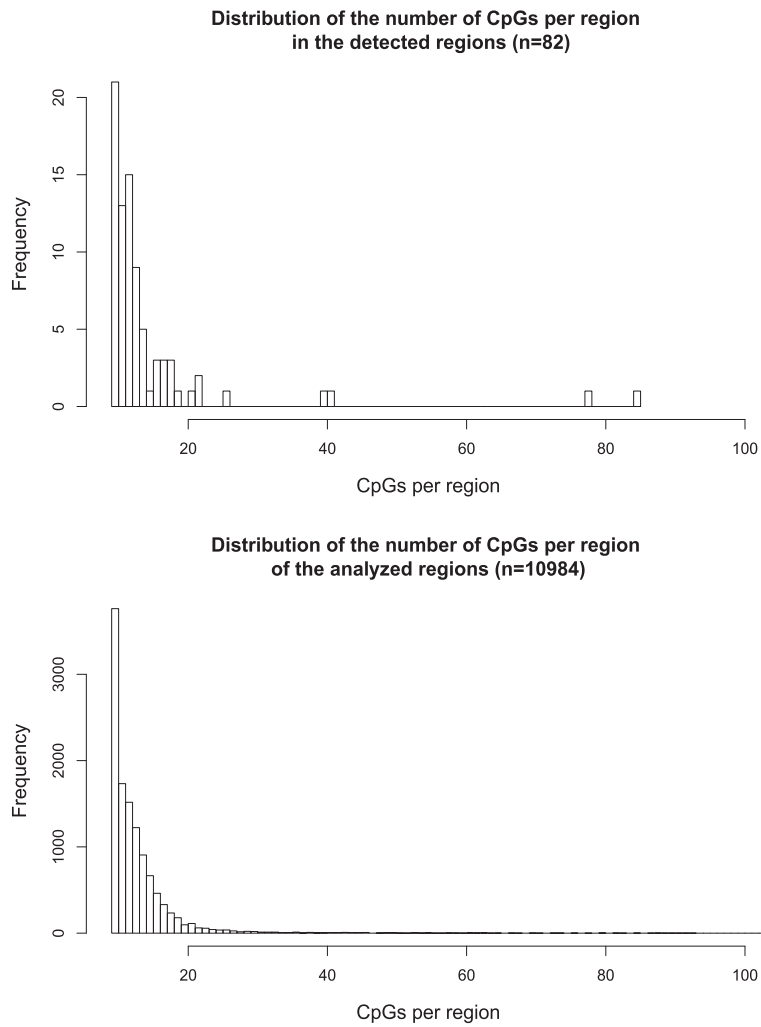 Distribution of the number of CpGs per region
in the detected regions (n=82)
Frequency
20
15
10
5
0
20 40 60 80 100
CpGs per region
Distribution of the number of CpGs per region
of the analyzed regions (n=10984)
Frequency
3000
2000
1000
0
20 40 60 80 100
CpGs per region